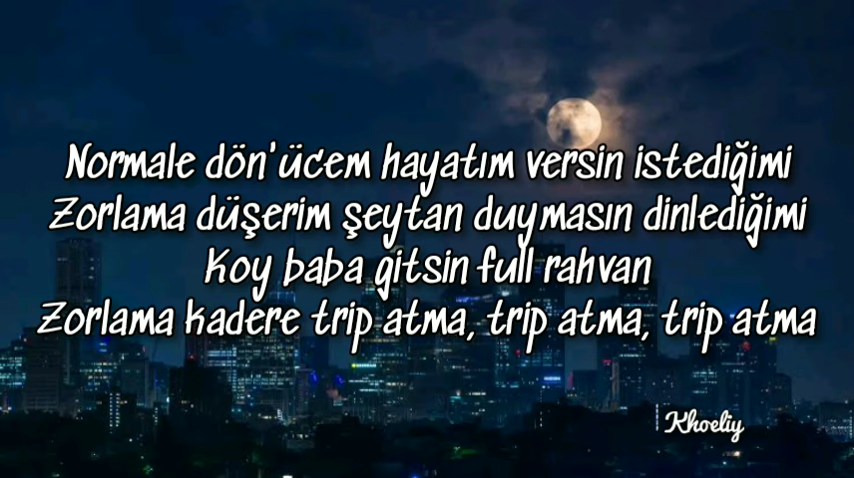 Normale dön'ücem hayatım versin istediğimi
Zorlama düşerim şeytan duymasın dinlediğimi
Koy baba gitsin full rahvan
Zorlama kadere trip atma, trip atma, trip atma
Khoeliy